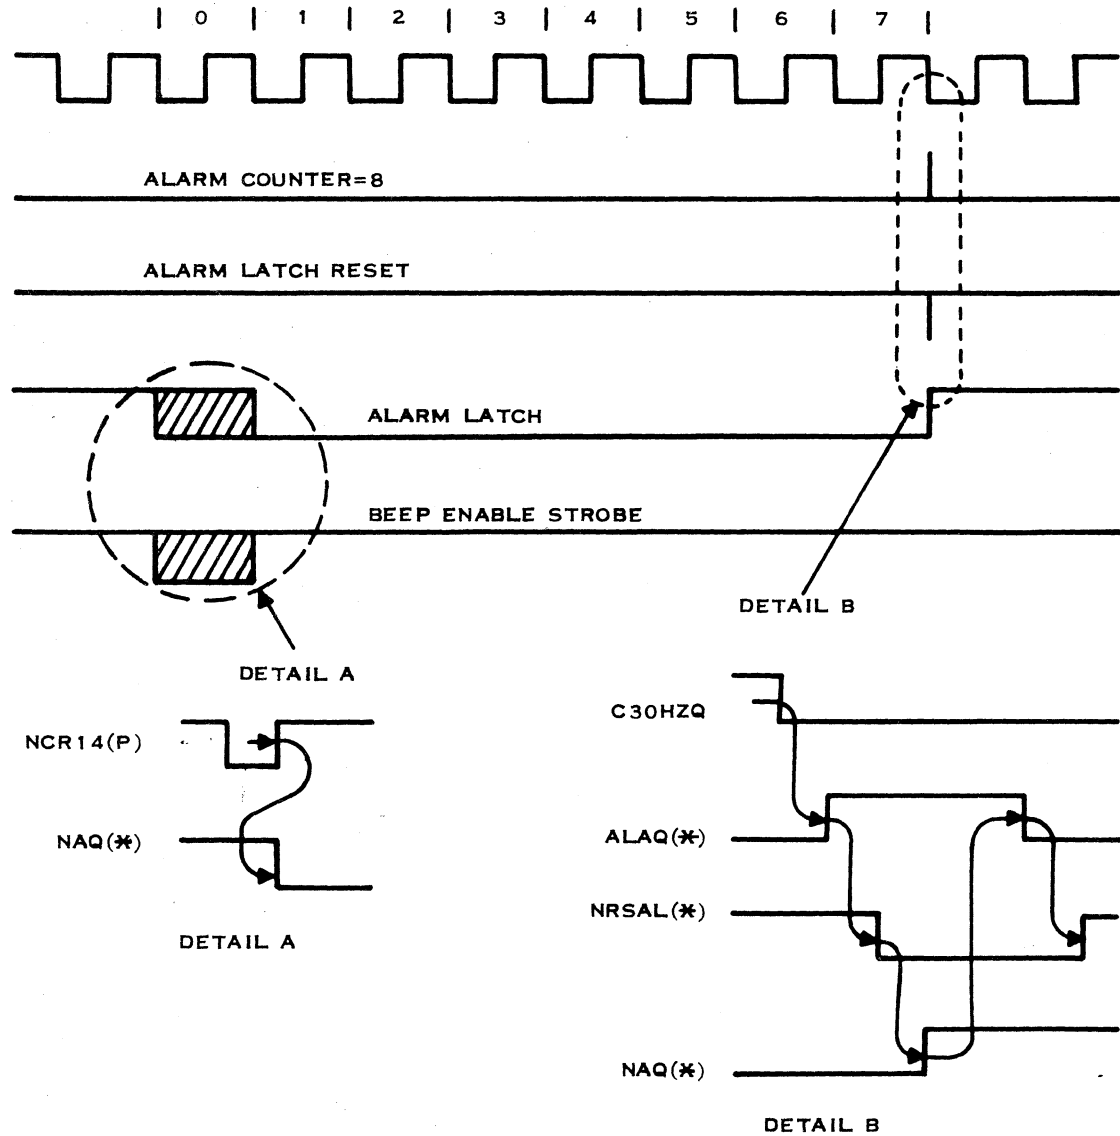 | 0 | 1 | 2 | 3 | 4 | 5 | 6 | 7 |
ALARM COUNTER=8
ALARM LATCH RESET
ALARM LATCH
BEEP ENABLE STROBE
DETAIL B
DETAIL A
C30HZQ
NCR14(P)
NAQ(*)
ALAQ(*)
NRSAL(*)
DETAIL A
NAQ(*)
DETAIL B